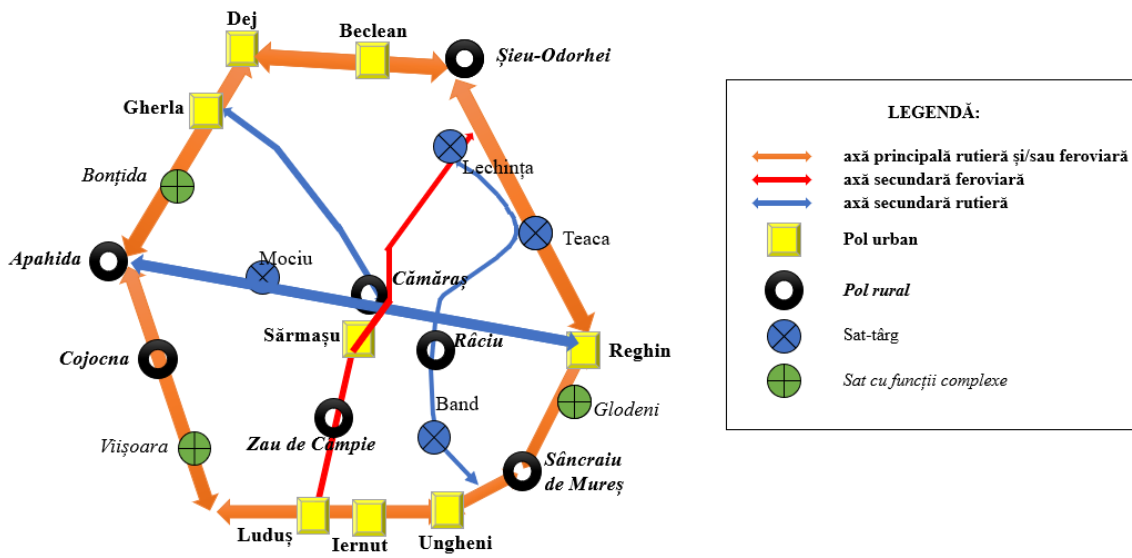 Dej
Beclean
Șieu-Odorhei
Gherla
Lechința
Bonțida
Teaca
Apahida
Mociu
Cămăraș
Sărmașu
Râciu
Reghin
Cojocna
Band
Glodeni
Viișoara
Zau de Câmpie
Sâncraiu
de Mureș
Luduș
Iernut
Ungheni
LEGENDĂ:
axă principală rutieră și/sau feroviară
axă secundară feroviară
axă secundară rutieră
Pol urban
Pol rural
Sat-târg
Sat cu funcții complexe